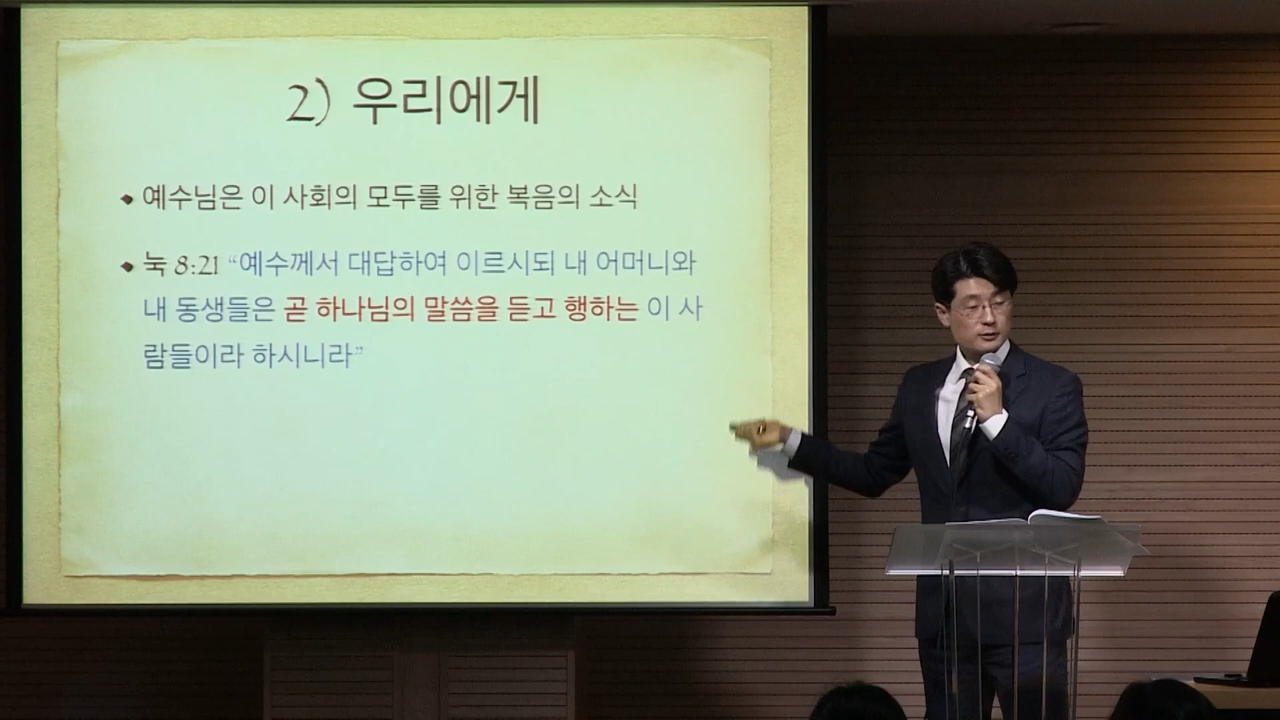 2) 우리에게
예수님은 이 사회의 모두를 위한 복음의 소식
눅 8:21 “예수께서 대답하여 이르시되 내 어머니와
내 동생들은 곧 하나님의 말씀을 듣고 행하는 이 사
람들이라 하시니라”